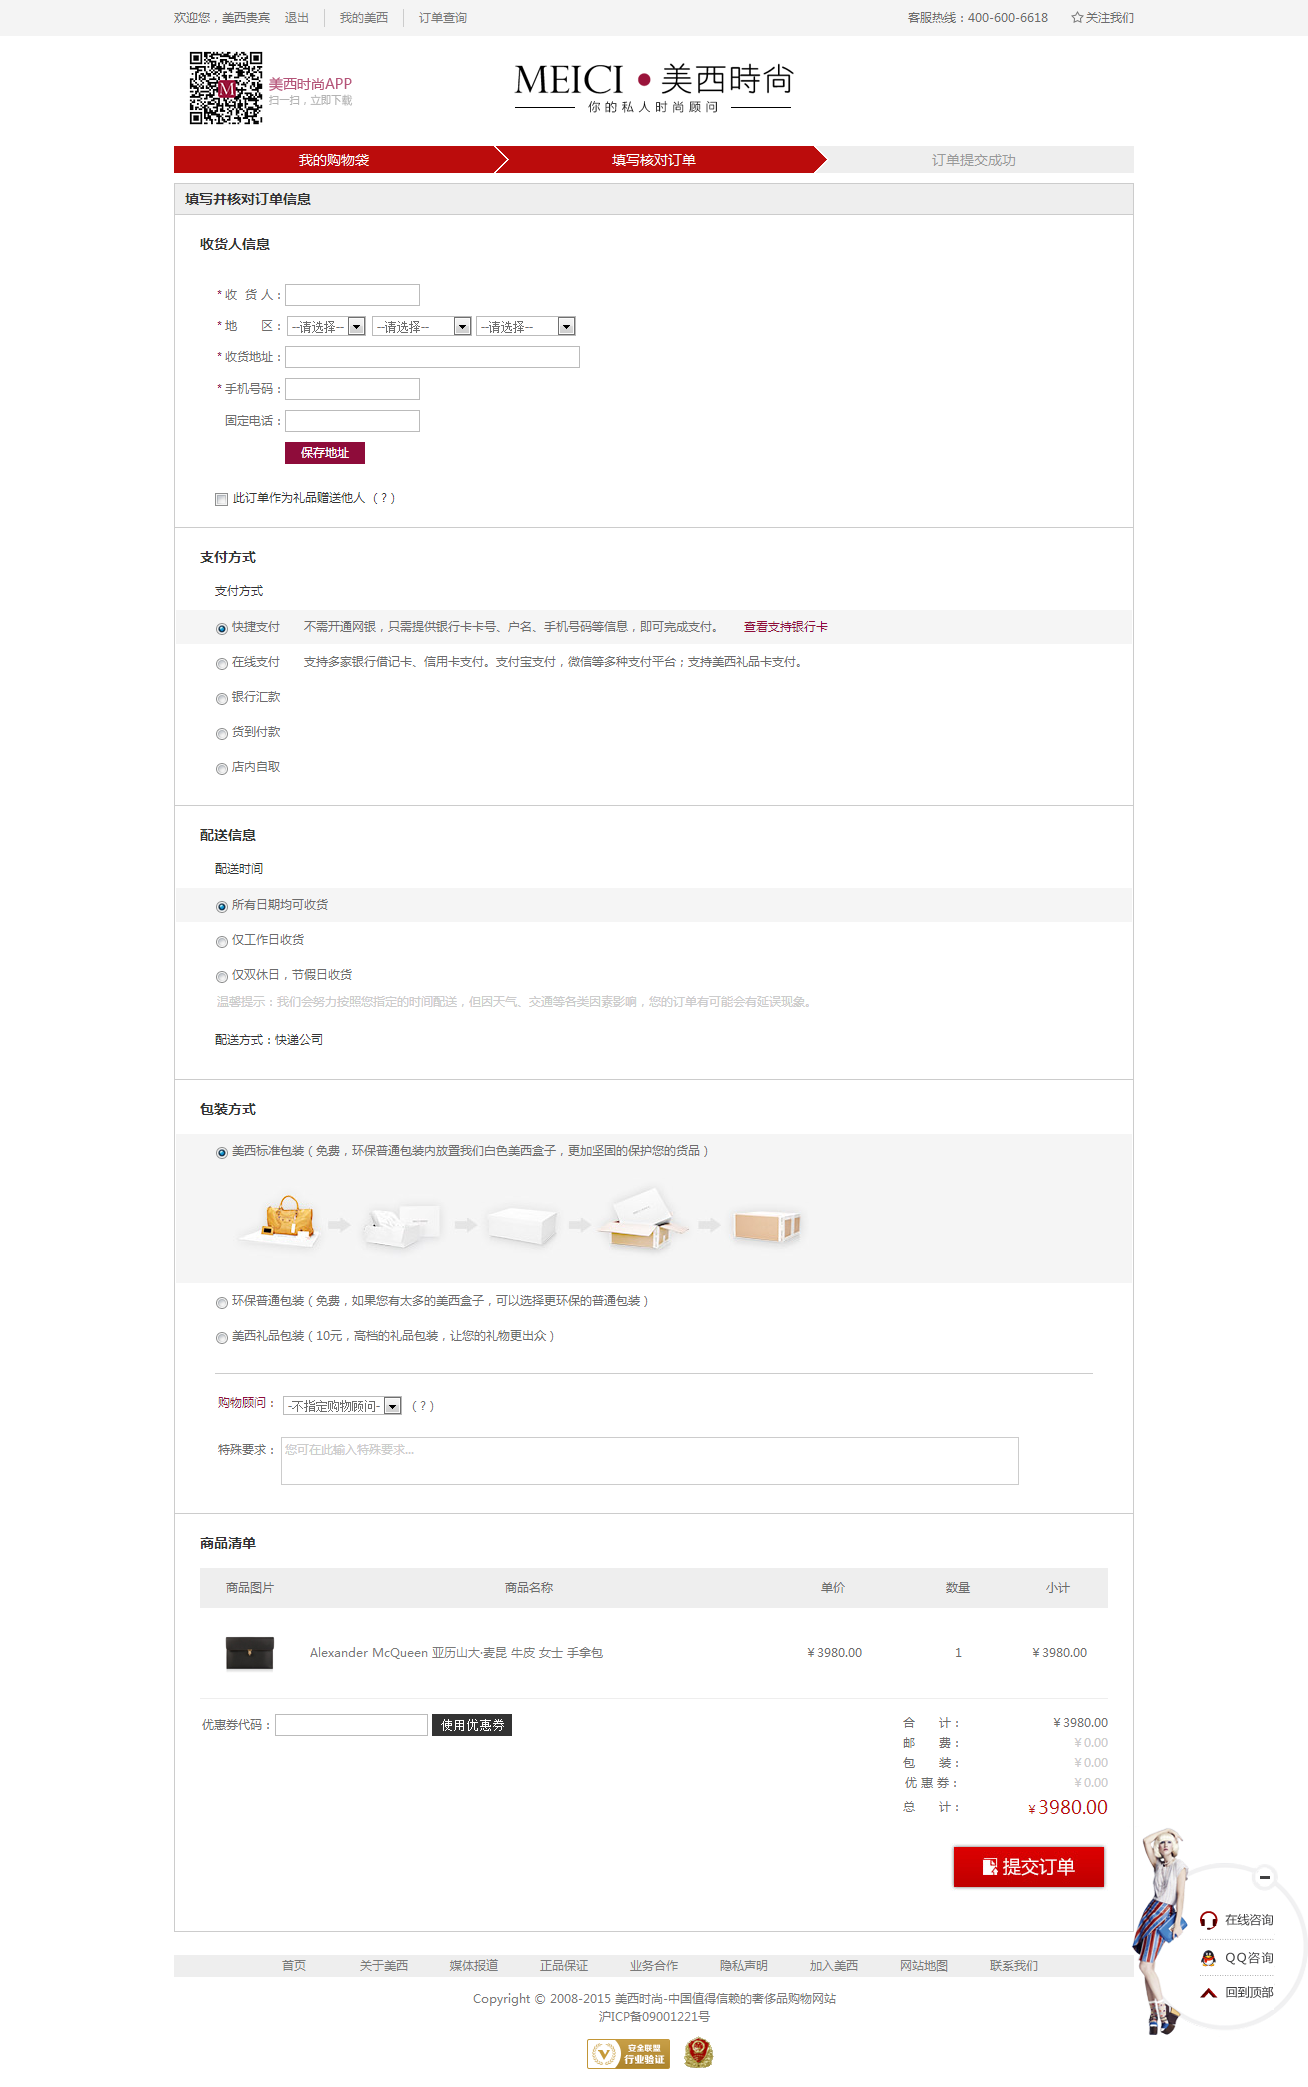 欢迎您，美西贵宾 退出 我的美西 订单查询 客服热线：400-600-6618 ☆关注我们
美西时尚APP
扫一扫，立即下载
M
MEICI●美西時尚
你的私人时尚顾问
我的购物袋 填写核对订单 订单提交成功
填写并核对订单信息
收货人信息
* 收 货 人：
* 地 区： --请选择-- --请选择-- --请选择--
* 收货地址：
* 手机号码：
固定电话：
保存地址
此订单作为礼品赠送他人（?）
支付方式
支付方式
快捷支付 不需开通网银，只需提供银行卡卡号、户名、手机号码等信息，即可完成支付。 查看支持银行卡
在线支付 支持多家银行借记卡、信用卡支付。支付宝支付，微信等多种支付平台；支持美西礼品卡支付。
银行汇款
货到付款
店内自取
配送信息
配送时间
所有日期均可收货
仅工作日收货
仅双休日，节假日收货
温馨提示：我们会努力按照您指定的时间配送，但因天气、交通等各类因素影响，您的订单有可能会有延误现象。
配送方式：快递公司
包装方式
美西标准包装（免费，环保普通包装内放置我们白色美西盒子，更加坚固的保护您的货品）
环保普通包装（免费，如果您有太多的美西盒子，可以选择更环保的普通包装）
美西礼品包装（10元，高档的礼品包装，让您的礼物更出众）
购物顾问： -不指定购物顾问- （?）
特殊要求： 您可在此输入特殊要求...
商品清单
商品图片 商品名称 单价 数量 小计
Alexander McQueen 亚历山大·麦昆 牛皮 女士 手拿包 ￥3980.00 1 ￥3980.00
优惠券代码： 使用优惠券
合 计： ￥3980.00
邮 费： ￥0.00
包 装： ￥0.00
优 惠 券： ￥0.00
总 计： ￥3980.00
提交订单
在线咨询
QQ咨询
回到顶部
首页 关于美西 媒体报道 正品保证 业务合作 隐私声明 加入美西 网站地图 联系我们
Copyright © 2008-2015 美西时尚-中国值得信赖的奢侈品购物网站
沪ICP备09001221号
安全联盟
行业验证